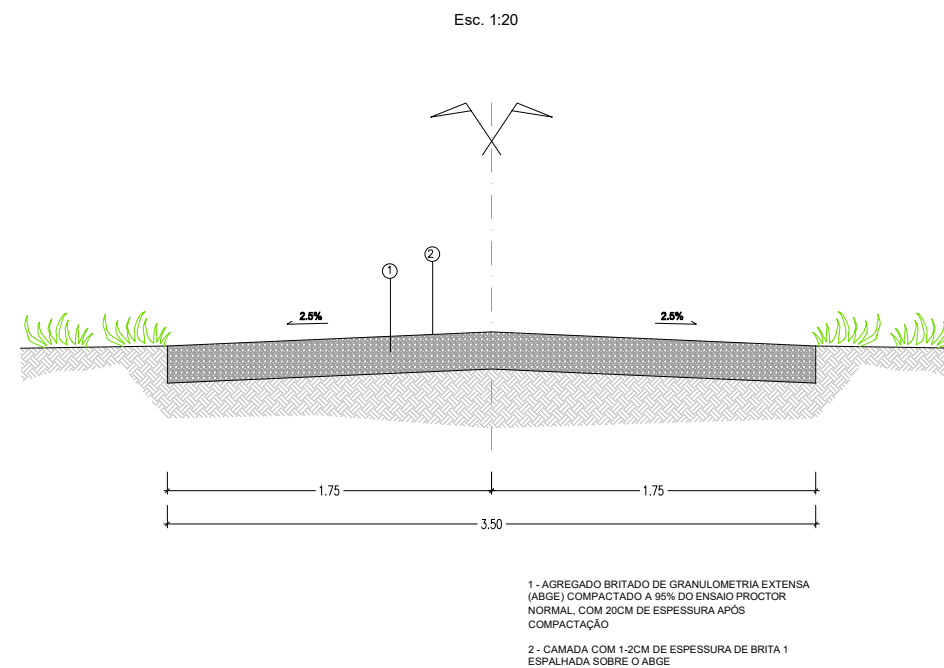 Esc. 1:20
2
1
2.5%
2.5%
1.75
1.75
3.50
1 - AGREGADO BRITADO DE GRANULOMETRIA EXTENSA
(ABGE) COMPACTADO A 95% DO ENSAIO PROCTOR
NORMAL, COM 20CM DE ESPESSURA APÓS
COMPACTAÇÃO
2 - CAMADA COM 1-2CM DE ESPESSURA DE BRITA 1
ESPALHADA SOBRE O ABGE